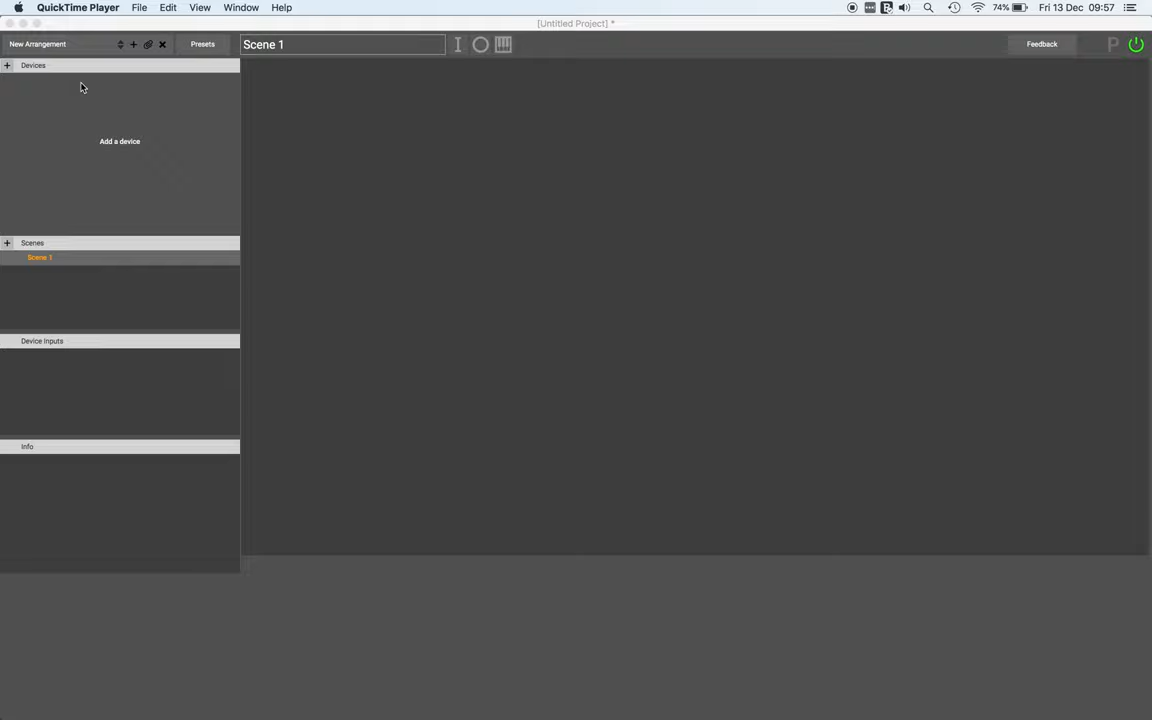 QuickTime Player File Edit View Window Help 74% Fri 13 Dec 09:57
[Untitled Project] *
New Arrangement Presets Scene 1 Feedback P
Devices
Add a device
Scenes
Scene 1
Device Inputs
Info